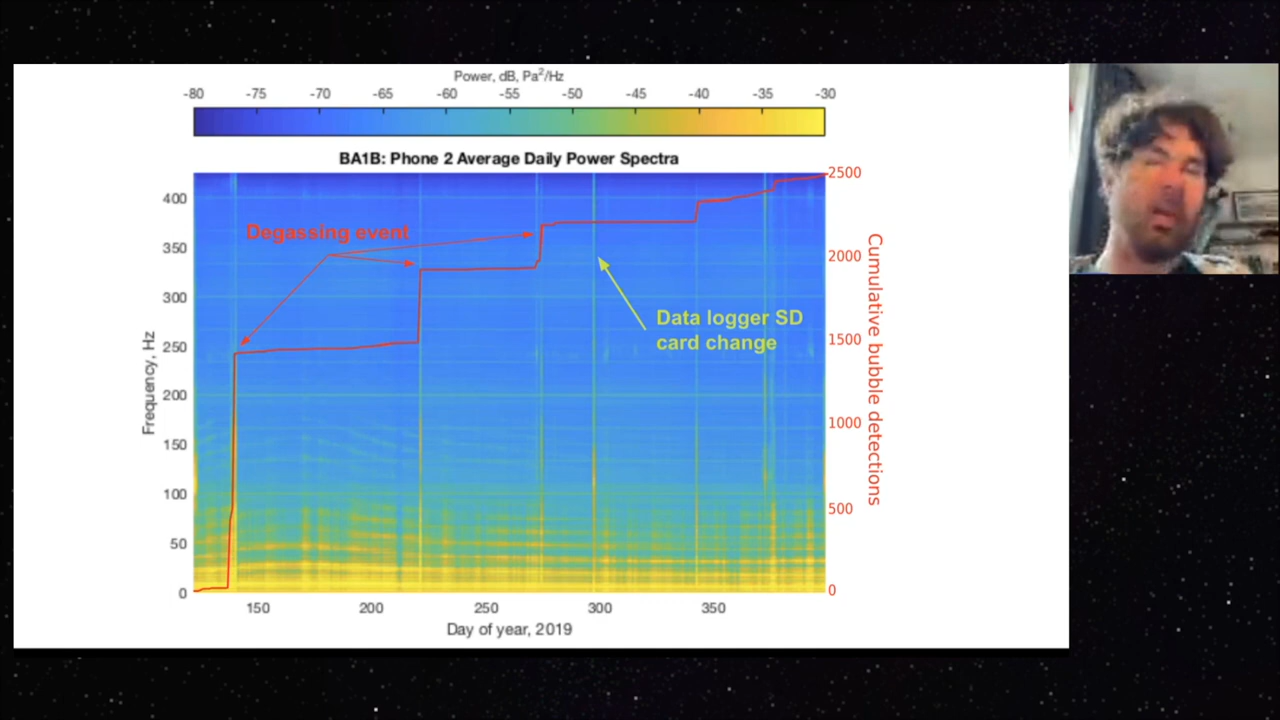 Power, dB, Pa²/Hz
-80 -75 -70 -65 -60 -55 -50 -45 -40 -35 -30
BA1B: Phone 2 Average Daily Power Spectra
Degassing event
Data logger SD
card change
Frequency, Hz
400
350
300
250
200
150
100
50
0
2500
2000
1500
1000
500
0
Cumulative bubble detections
150 200 250 300 350
Day of year, 2019